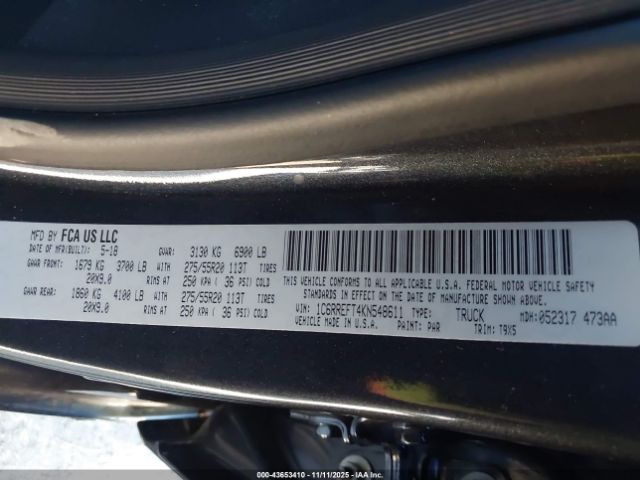 MFD BY FCA US LLC
DATE OF MFR(BUILT): 5-18 GVWR: 3130 KG 6900 LB
GAWR FRONT: 1679 KG 3700 LB WITH 275/55R20 113T TIRES
20X9.0 RIMS AT 250 KPA ( 36 PSI) COLD
GAWR REAR: 1860 KG 4100 LB WITH 275/55R20 113T TIRES
20X9.0 RIMS AT 250 KPA ( 36 PSI) COLD
THIS VEHICLE CONFORMS TO ALL APPLICABLE U.S.A. FEDERAL MOTOR VEHICLE SAFETY
STANDARDS IN EFFECT ON THE DATE OF MANUFACTURE SHOWN ABOVE.
VIN: 1C6RREFT4KN548611 TYPE: TRUCK MDH: 052317 473AA
VEHICLE MADE IN U.S.A. PAINT: PAR TRIM: T9X5
000-43653410 - 11/11/2025 - IAAI.COM